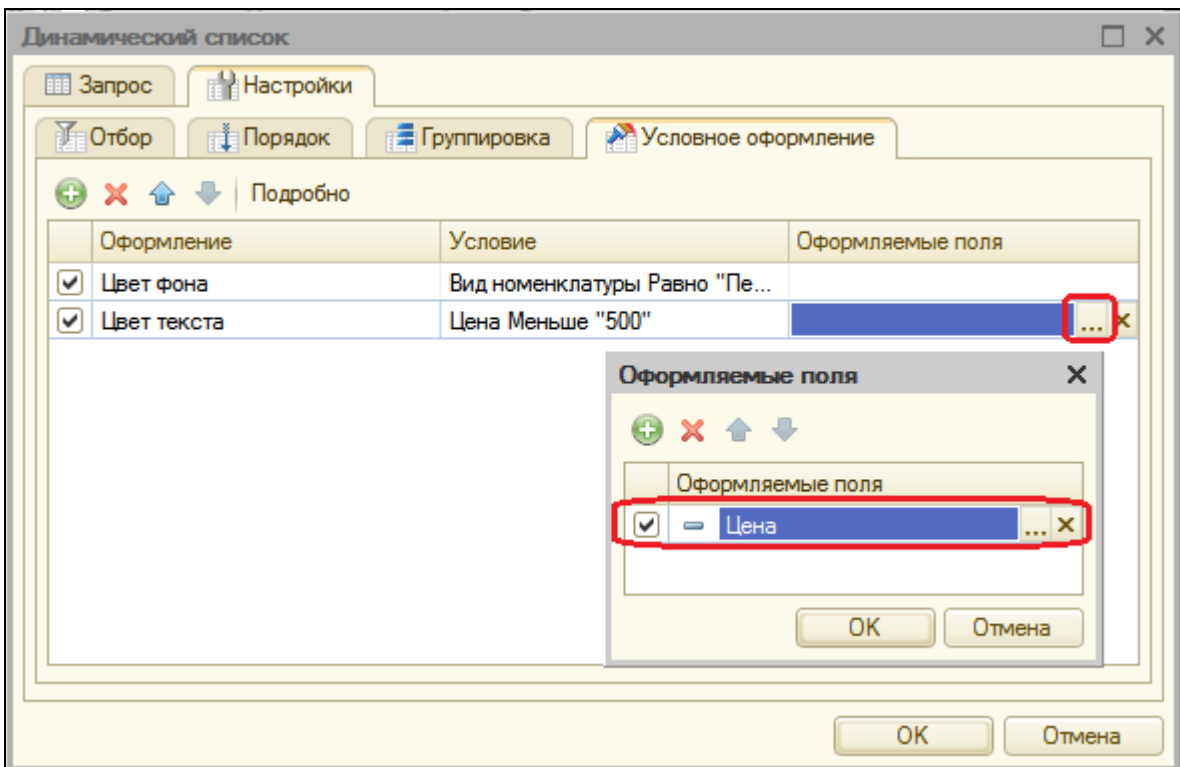 Динамический список
Запрос Настройки
Отбор Порядок Группировка Условное оформление
Подробно
Оформление Условие Оформляемые поля
Цвет фона Вид номенклатуры Равно "Пе...
Цвет текста Цена Меньше "500" ...
Оформляемые поля
Оформляемые поля
Цена ...
OK Отмена
OK Отмена